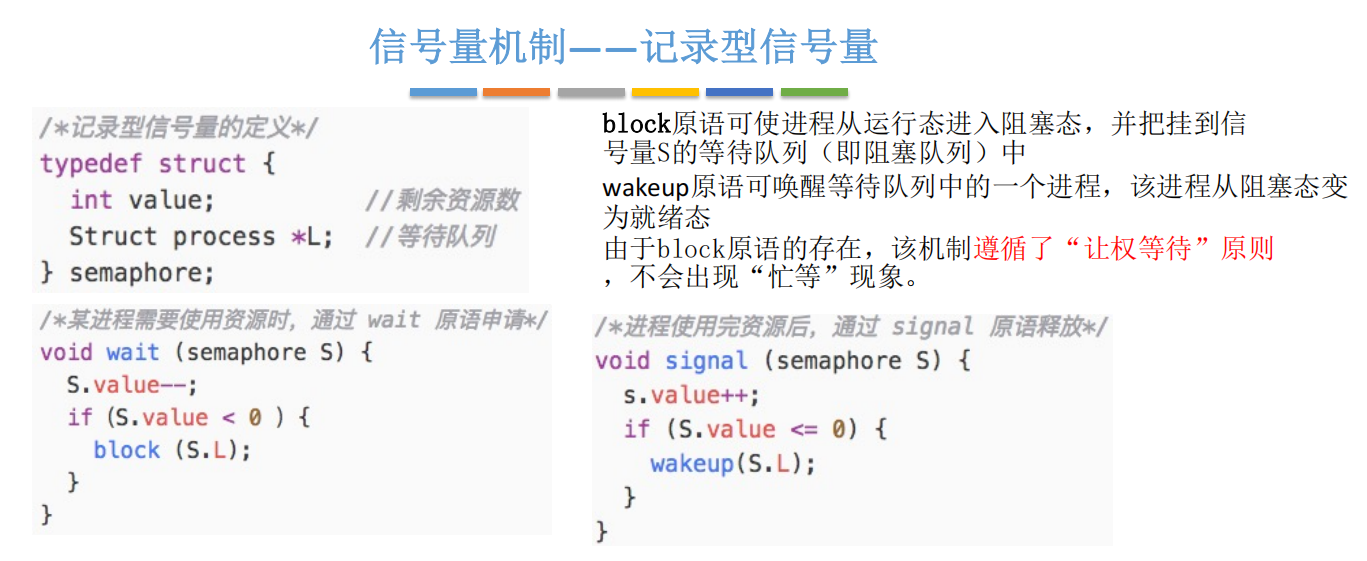 信号量机制——记录型信号量
/*记录型信号量的定义*/
typedef struct {
  int value;          //剩余资源数
  Struct process *L;  //等待队列
} semaphore;
/*某进程需要使用资源时，通过 wait 原语申请*/
void wait (semaphore S) {
  S.value--;
  if (S.value < 0 ) {
    block (S.L);
  }
}
block原语可使进程从运行态进入阻塞态，并把挂到信
号量S的等待队列（即阻塞队列）中
wakeup原语可唤醒等待队列中的一个进程，该进程从阻塞态变
为就绪态
由于block原语的存在，该机制遵循了“让权等待”原则
，不会出现“忙等”现象。
/*进程使用完资源后，通过 signal 原语释放*/
void signal (semaphore S) {
  s.value++;
  if (S.value <= 0) {
    wakeup(S.L);
  }
}